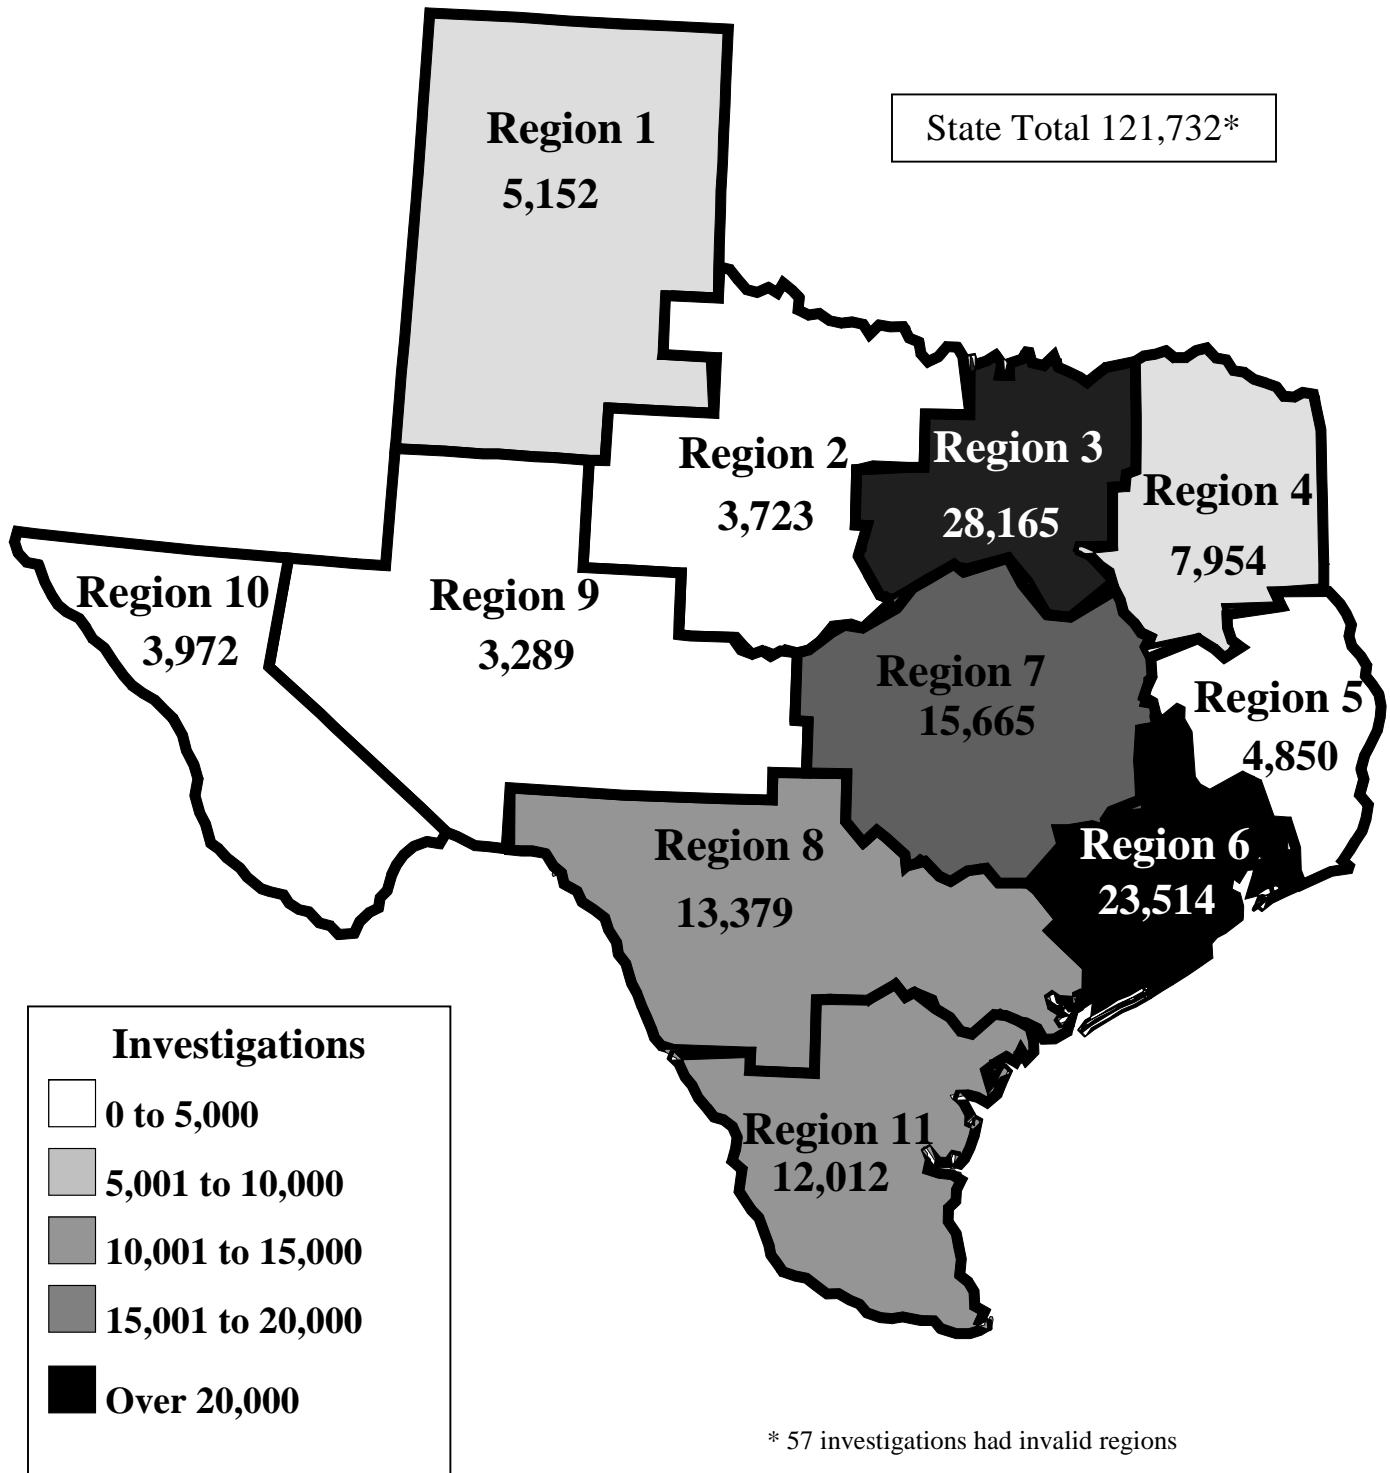 Region 1
5,152
State Total 121,732*
Region 2
3,723
Region 3
28,165
Region 4
7,954
Region 10
3,972
Region 9
3,289
Region 7
15,665
Region 5
4,850
Region 8
13,379
Region 6
23,514
Region 11
12,012
Investigations
0 to 5,000
5,001 to 10,000
10,001 to 15,000
15,001 to 20,000
Over 20,000
* 57 investigations had invalid regions